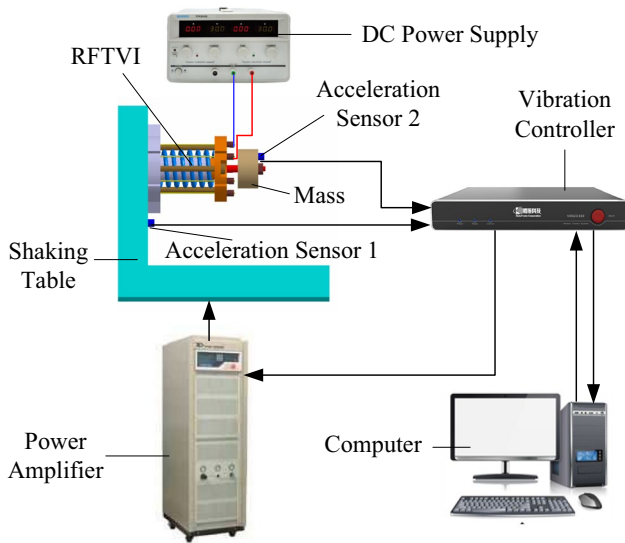 DC Power Supply
RFTVI
Acceleration
Sensor 2
Vibration
Controller
Mass
Acceleration Sensor 1
Shaking
Table
Power
Amplifier
Computer